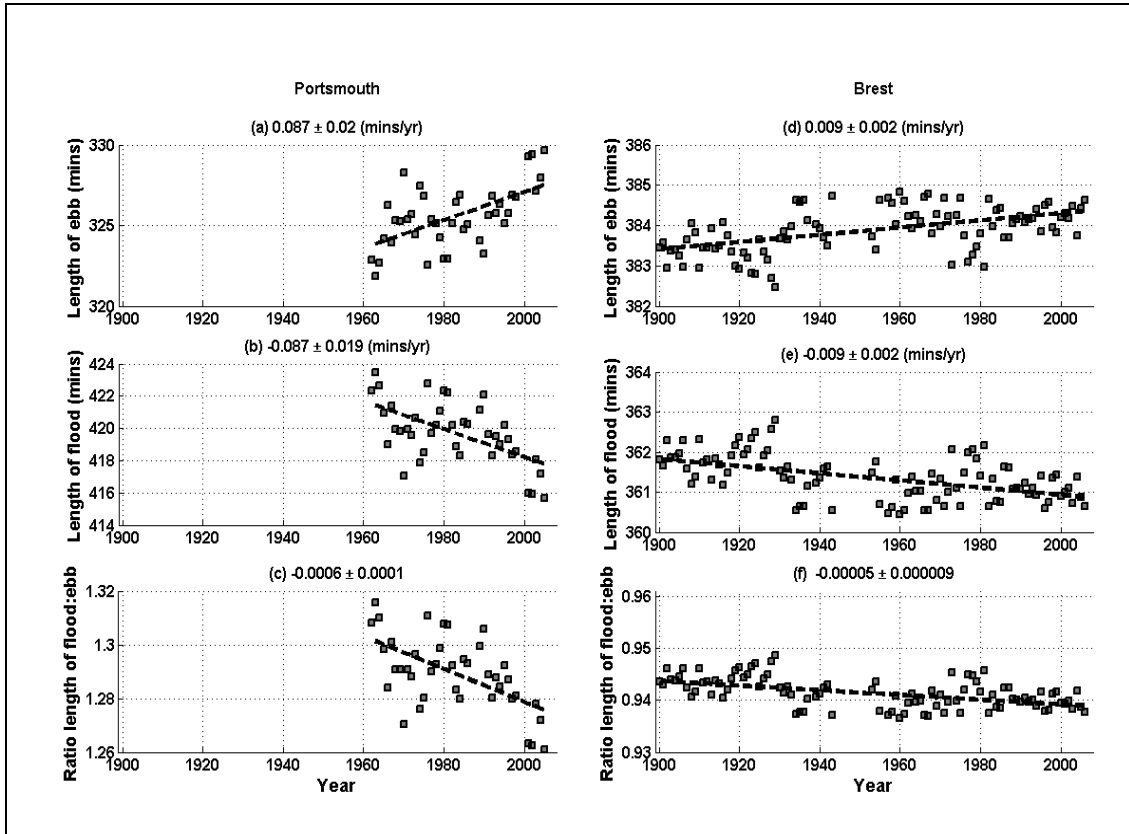 Portsmouth
(a) 0.087 ± 0.02 (mins/yr)
Length of ebb (mins)
330
325
320
1900 1920 1940 1960 1980 2000
(b) -0.087 ± 0.019 (mins/yr)
Length of flood (mins)
424
422
420
418
416
414
1900 1920 1940 1960 1980 2000
(c) -0.0006 ± 0.0001
Ratio length of flood:ebb
1.32
1.3
1.28
1.26
1900 1920 1940 1960 1980 2000
Year
Brest
(d) 0.009 ± 0.002 (mins/yr)
Length of ebb (mins)
386
385
384
383
382
1900 1920 1940 1960 1980 2000
(e) -0.009 ± 0.002 (mins/yr)
Length of flood (mins)
364
363
362
361
360
1900 1920 1940 1960 1980 2000
(f) -0.00005 ± 0.000009
Ratio length of flood:ebb
0.96
0.95
0.94
0.93
1900 1920 1940 1960 1980 2000
Year